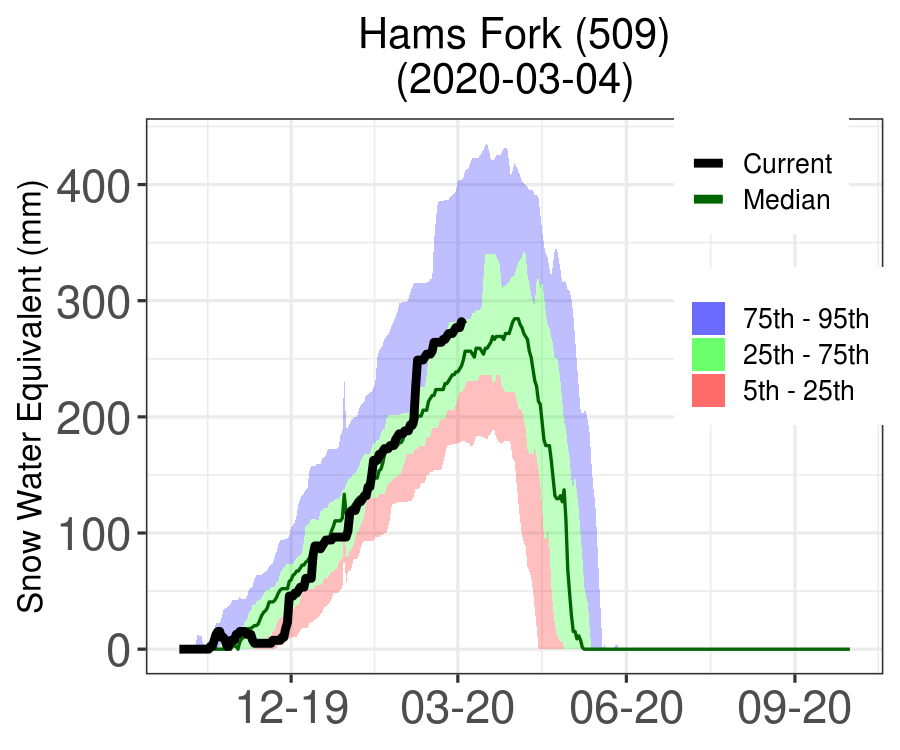 Hams Fork (509)
(2020-03-04)
Snow Water Equivalent (mm)
400
300
200
100
0
12-19
03-20
06-20
09-20
Current
Median
75th - 95th
25th - 75th
5th - 25th